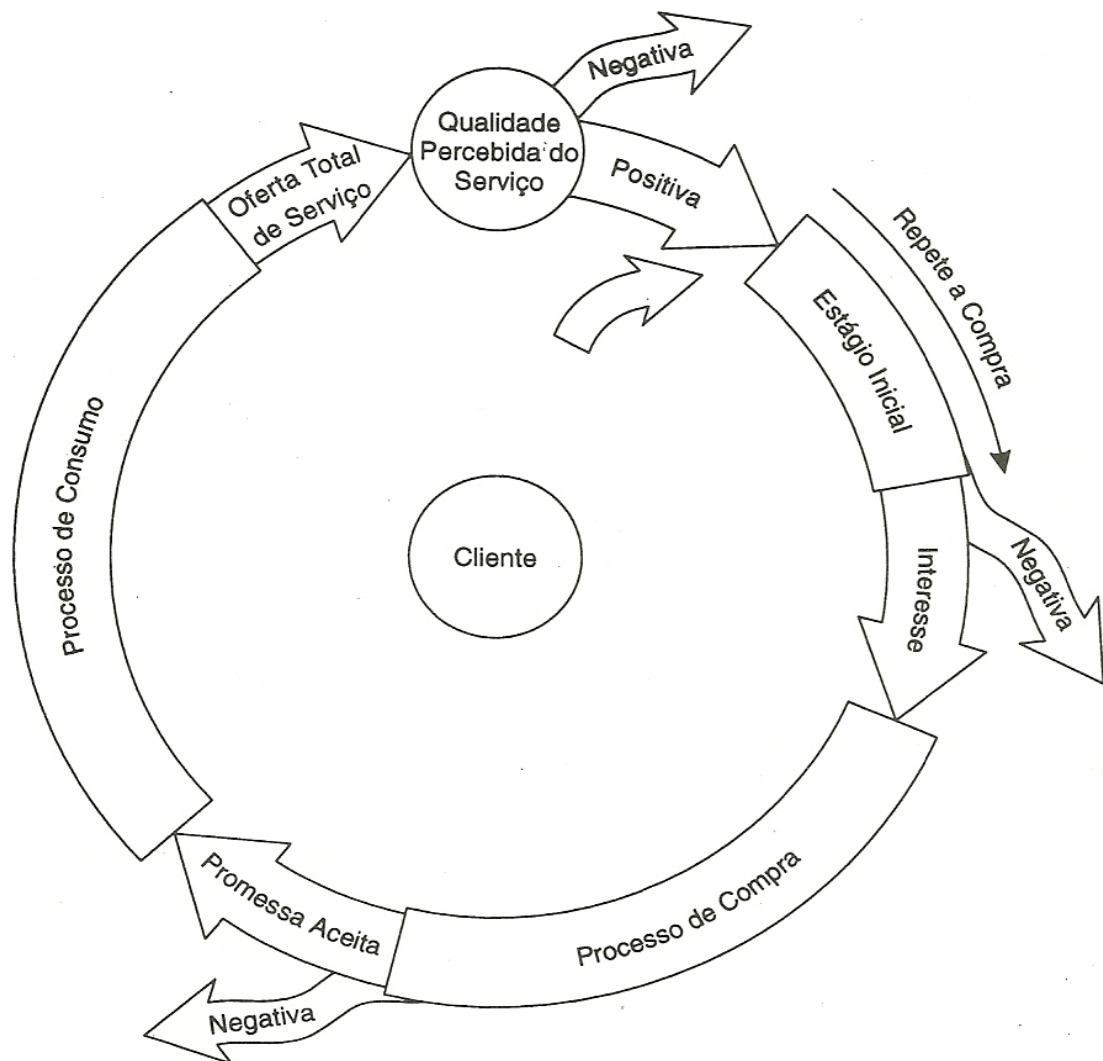 Negativa
Qualidade
Percebida do
Serviço
Oferta Total
de Serviço
Positiva
Repete a Compra
Estágio Inicial
Processo de Consumo
Cliente
Interesse
Negativa
Promessa Aceita
Processo de Compra
Negativa